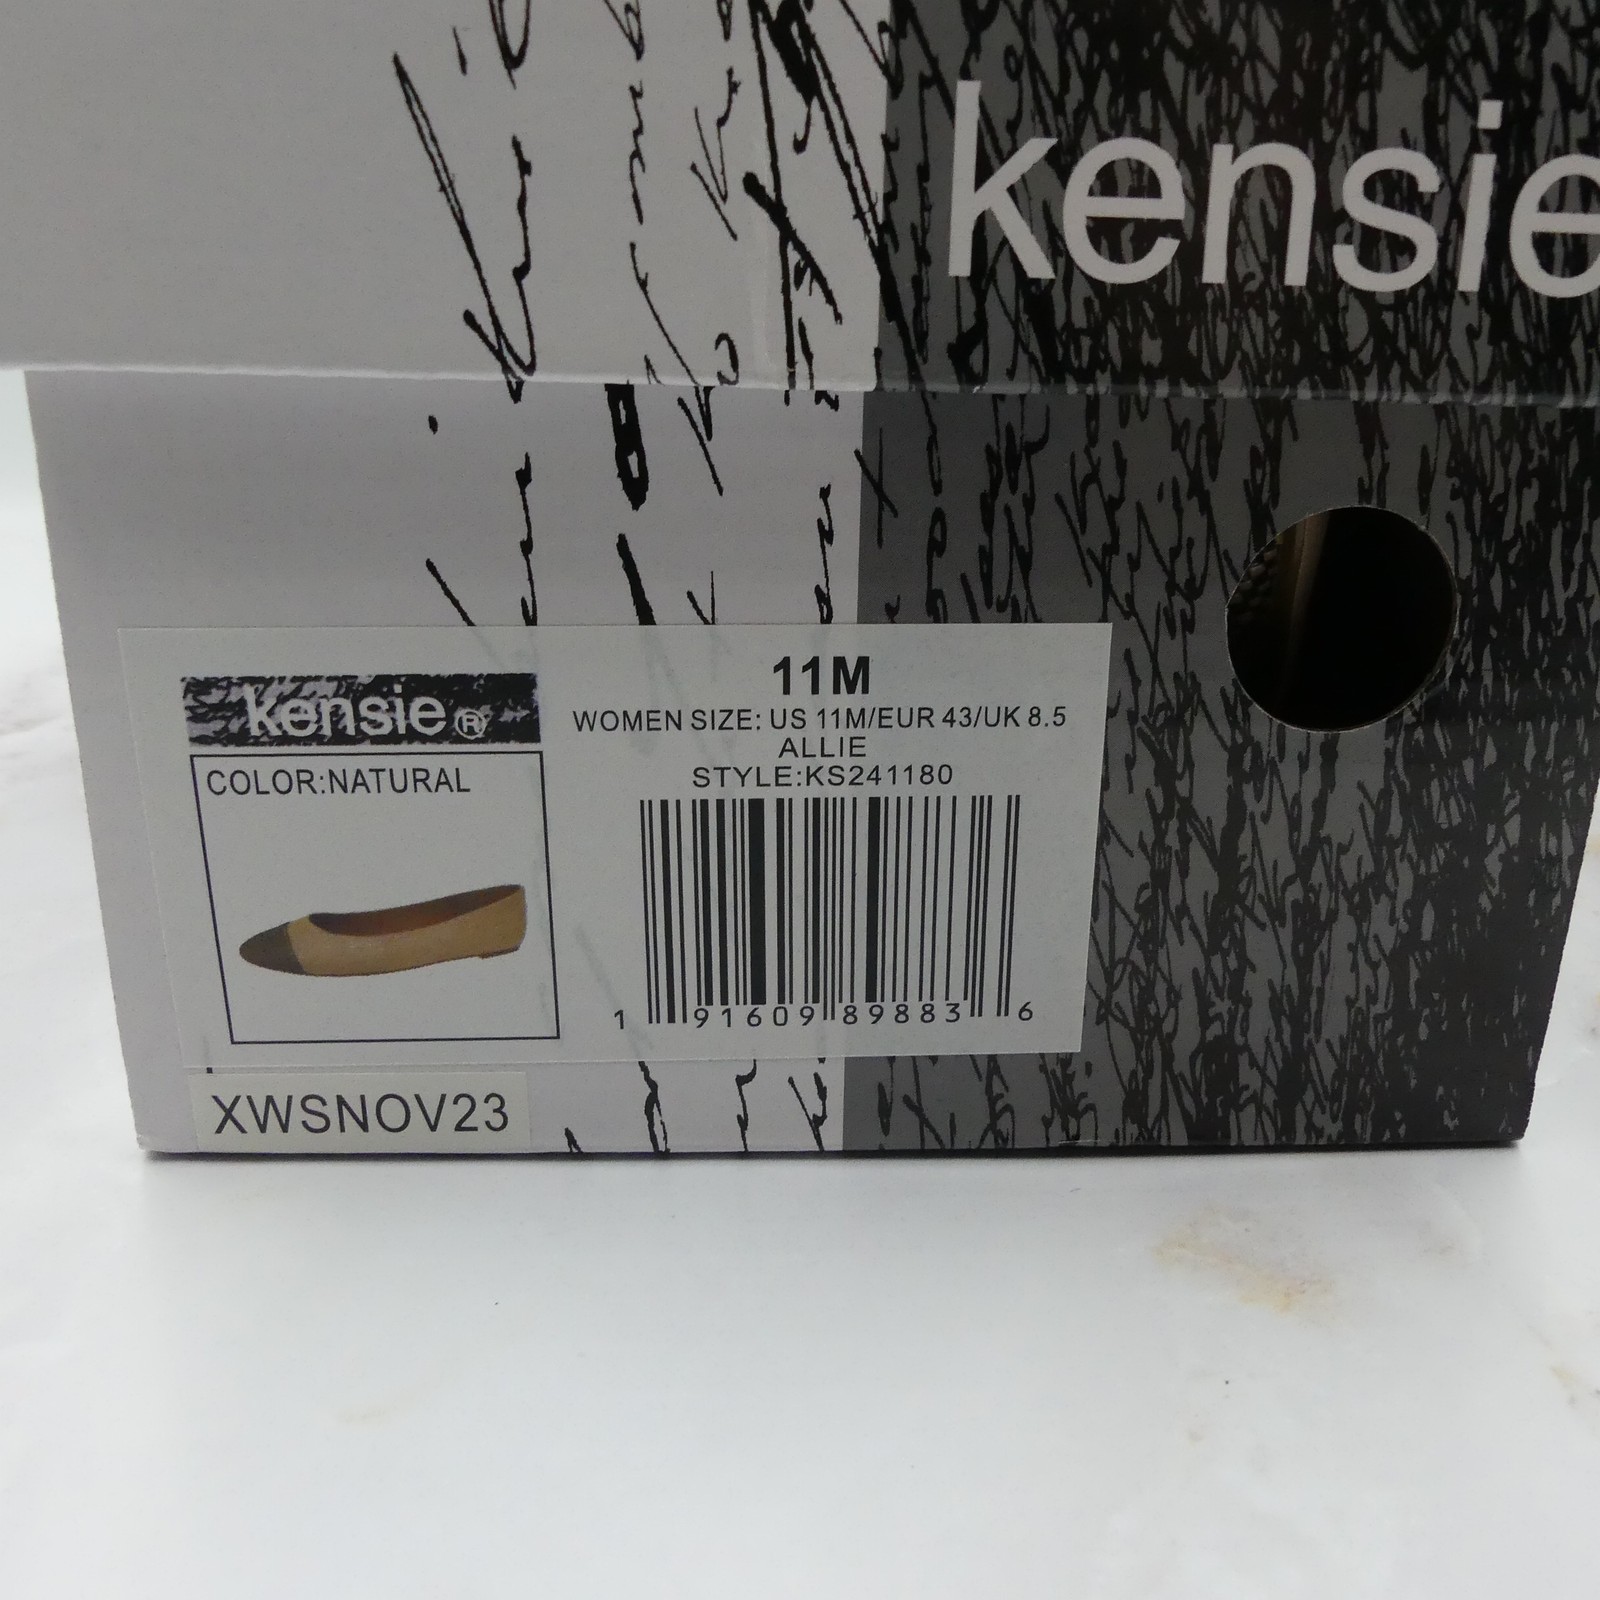 kensie
kensie®
COLOR:NATURAL
11M
WOMEN SIZE: US 11M/EUR 43/UK 8.5
ALLIE
STYLE:KS241180
1 91609 89883 6
XWSNOV23